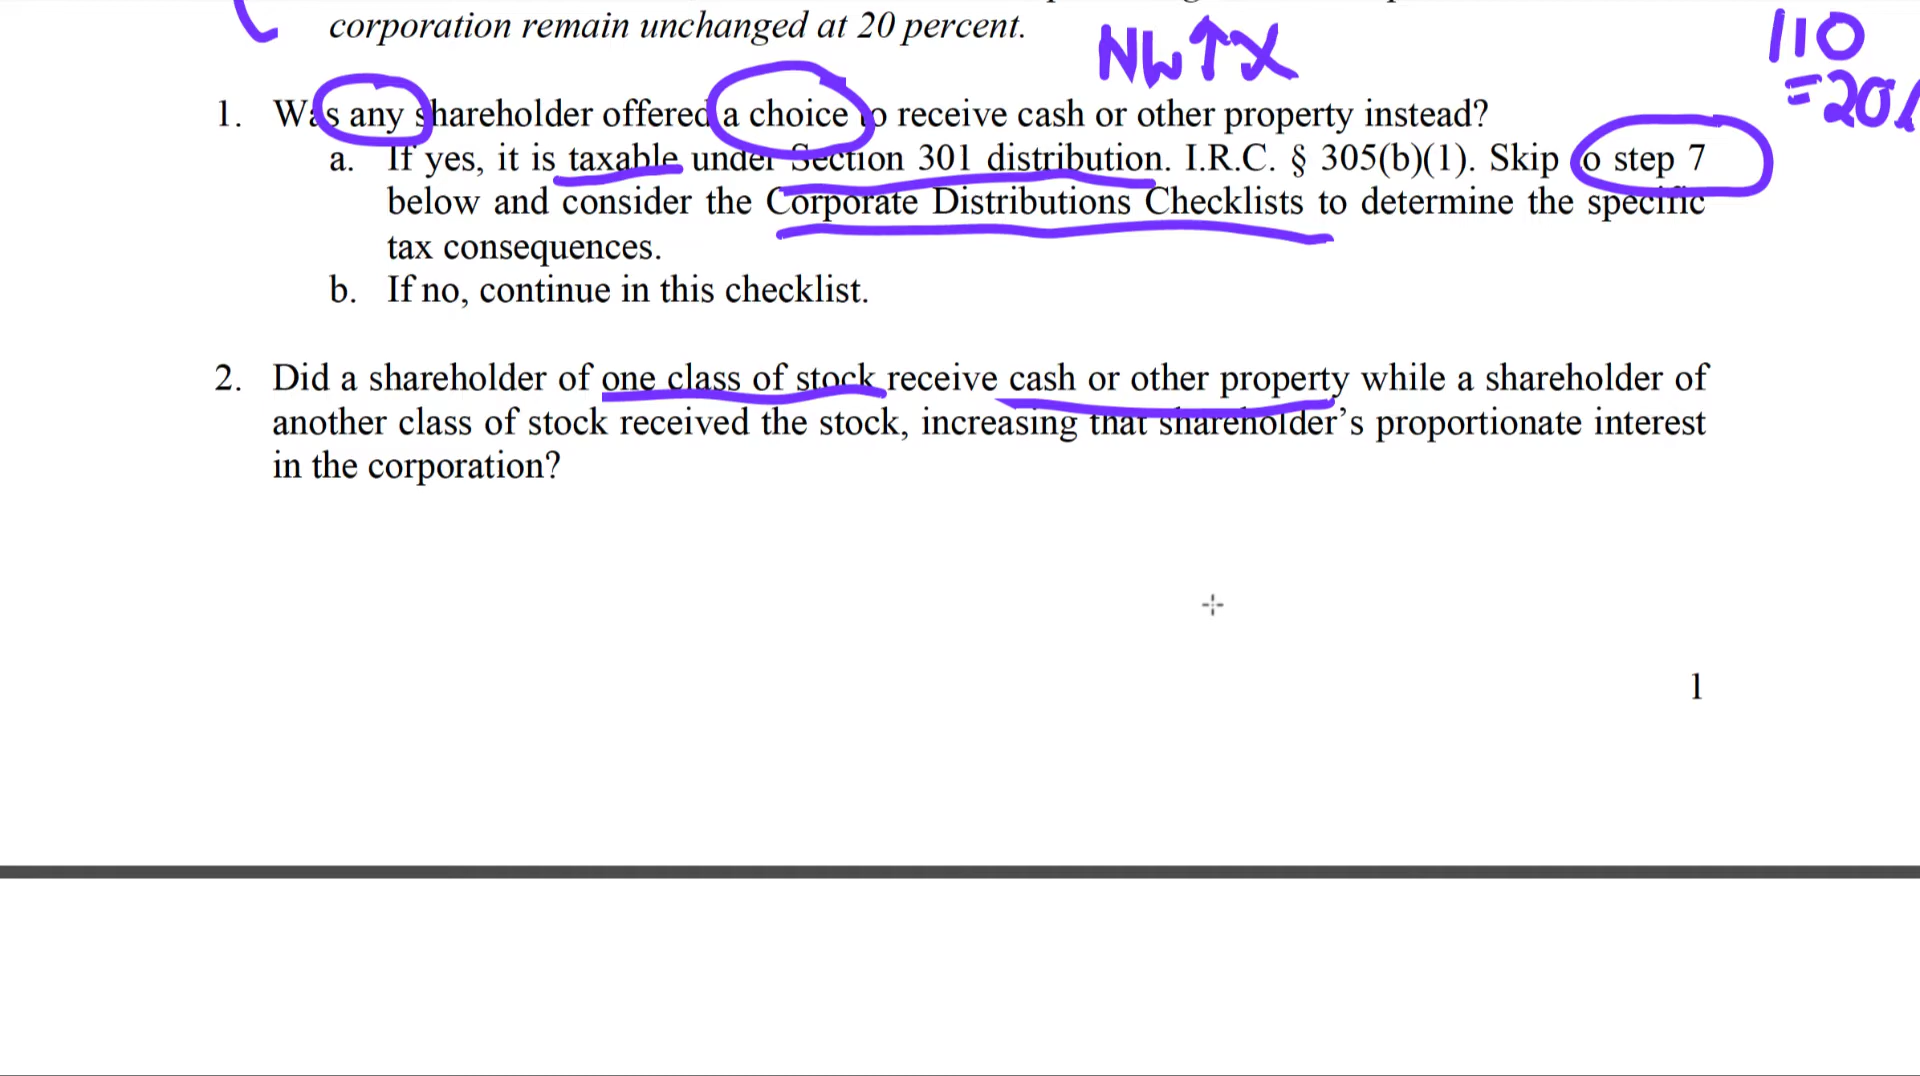 corporation remain unchanged at 20 percent.
NW↑X
110
=20%
1. Was any shareholder offered a choice to receive cash or other property instead?
a. If yes, it is taxable under Section 301 distribution. I.R.C. § 305(b)(1). Skip to step 7
below and consider the Corporate Distributions Checklists to determine the specific
tax consequences.
b. If no, continue in this checklist.
2. Did a shareholder of one class of stock receive cash or other property while a shareholder of
another class of stock received the stock, increasing that shareholder's proportionate interest
in the corporation?
1